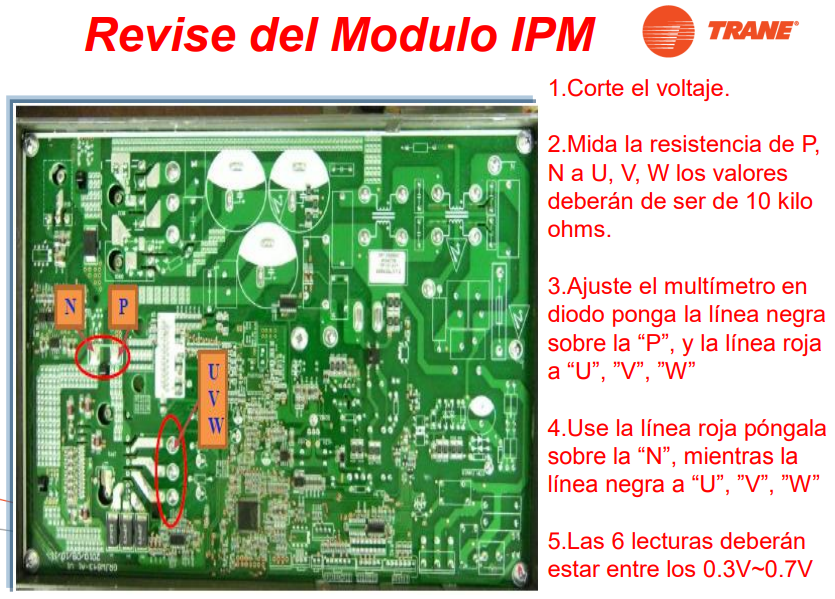 Revise del Modulo IPM
TRANE
1.Corte el voltaje.
2.Mida la resistencia de P,
N a U, V, W los valores
deberán de ser de 10 kilo
ohms.
3.Ajuste el multímetro en
diodo ponga la línea negra
sobre la “P”, y la línea roja
a “U”, ”V”, ”W”
4.Use la línea roja póngala
sobre la “N”, mientras la
línea negra a “U”, ”V”, ”W”
5.Las 6 lecturas deberán
estar entre los 0.3V~0.7V
N
P
U
V
W